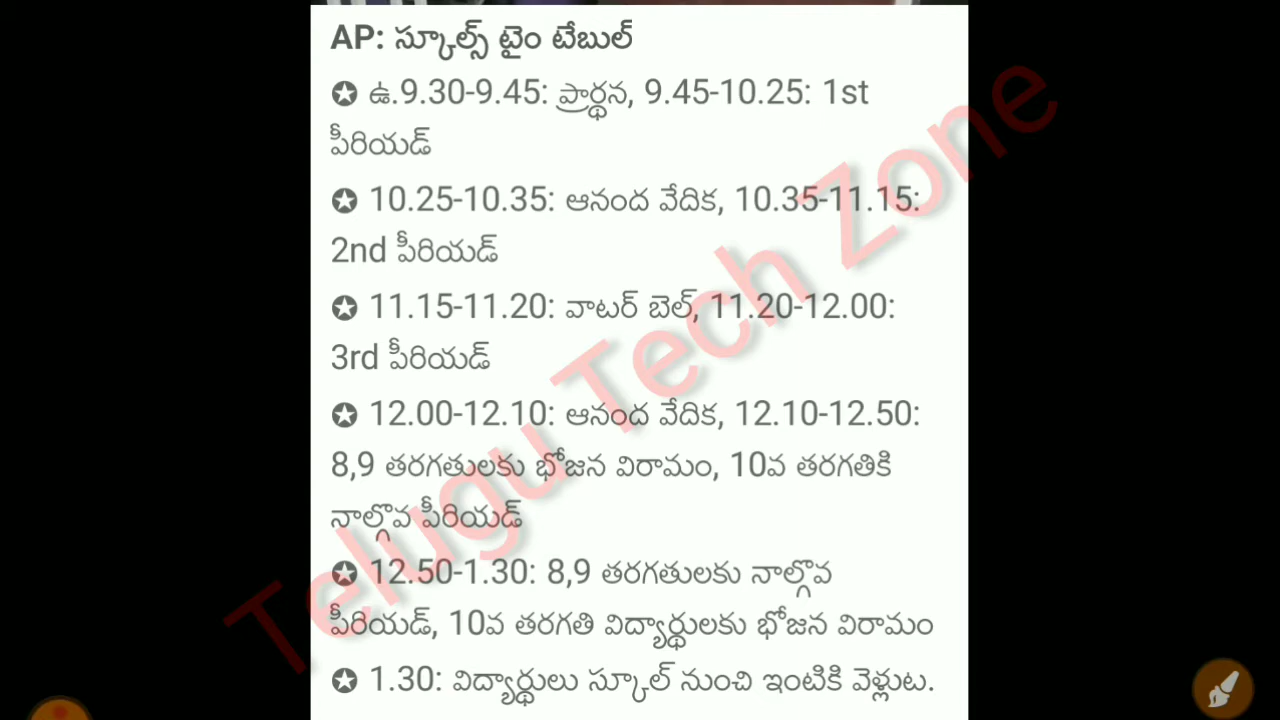 AP: స్కూల్స్ టైం టేబుల్
✪ ఉ.9.30-9.45: ప్రార్థన, 9.45-10.25: 1st
పీరియడ్
✪ 10.25-10.35: ఆనంద వేదిక, 10.35-11.15:
2nd పీరియడ్
✪ 11.15-11.20: వాటర్ బెల్, 11.20-12.00:
3rd పీరియడ్
✪ 12.00-12.10: ఆనంద వేదిక, 12.10-12.50:
8,9 తరగతులకు భోజన విరామం, 10వ తరగతికి
నాల్గొవ పీరియడ్
✪ 12.50-1.30: 8,9 తరగతులకు నాల్గొవ
పీరియడ్, 10వ తరగతి విద్యార్థులకు భోజన విరామం
✪ 1.30: విద్యార్థులు స్కూల్ నుంచి ఇంటికి వెళ్లుట.
Telugu Tech Zone